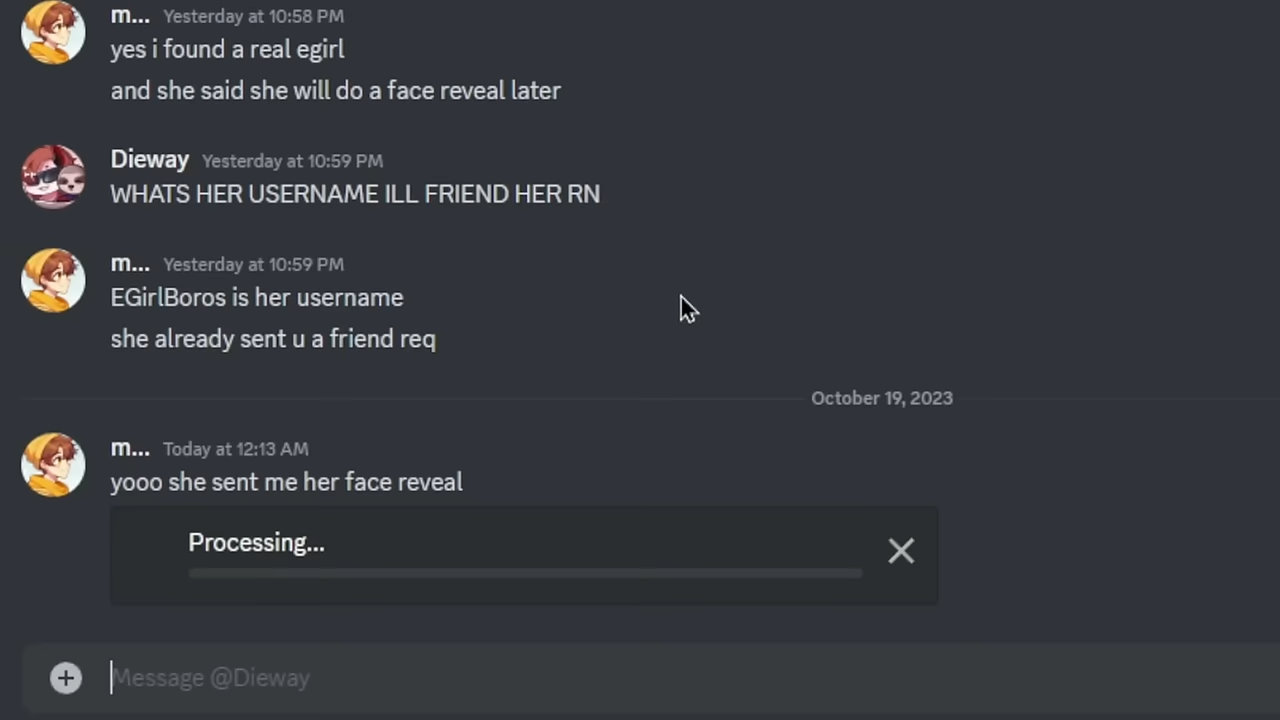 m... Yesterday at 10:58 PM
yes i found a real egirl
and she said she will do a face reveal later
Dieway Yesterday at 10:59 PM
WHATS HER USERNAME ILL FRIEND HER RN
m... Yesterday at 10:59 PM
EGirlBoros is her username
she already sent u a friend req
October 19, 2023
m... Today at 12:13 AM
yooo she sent me her face reveal
Processing...
Message @Dieway